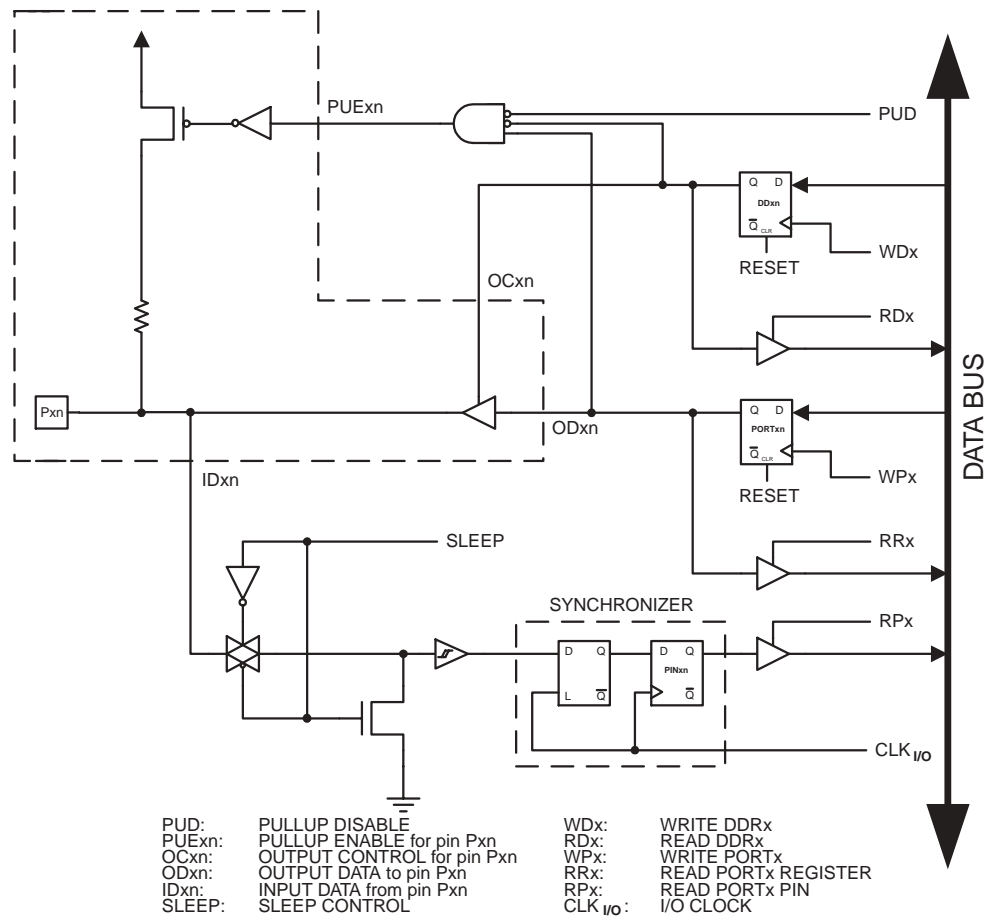 PUExn
PUD
Q D
DDxn
Q CLR
WDx
RESET
OCxn
RDx
Pxn
ODxn
Q D
PORTxn
Q CLR
WPx
RESET
IDxn
DATA BUS
SLEEP
RRx
SYNCHRONIZER
RPx
D Q
L Q
D Q
PINxn
Q
CLK I/O
PUD: PULLUP DISABLE
PUExn: PULLUP ENABLE for pin Pxn
OCxn: OUTPUT CONTROL for pin Pxn
ODxn: OUTPUT DATA to pin Pxn
IDxn: INPUT DATA from pin Pxn
SLEEP: SLEEP CONTROL
WDx: WRITE DDRx
RDx: READ DDRx
WPx: WRITE PORTx
RRx: READ PORTx REGISTER
RPx: READ PORTx PIN
CLK I/O: I/O CLOCK